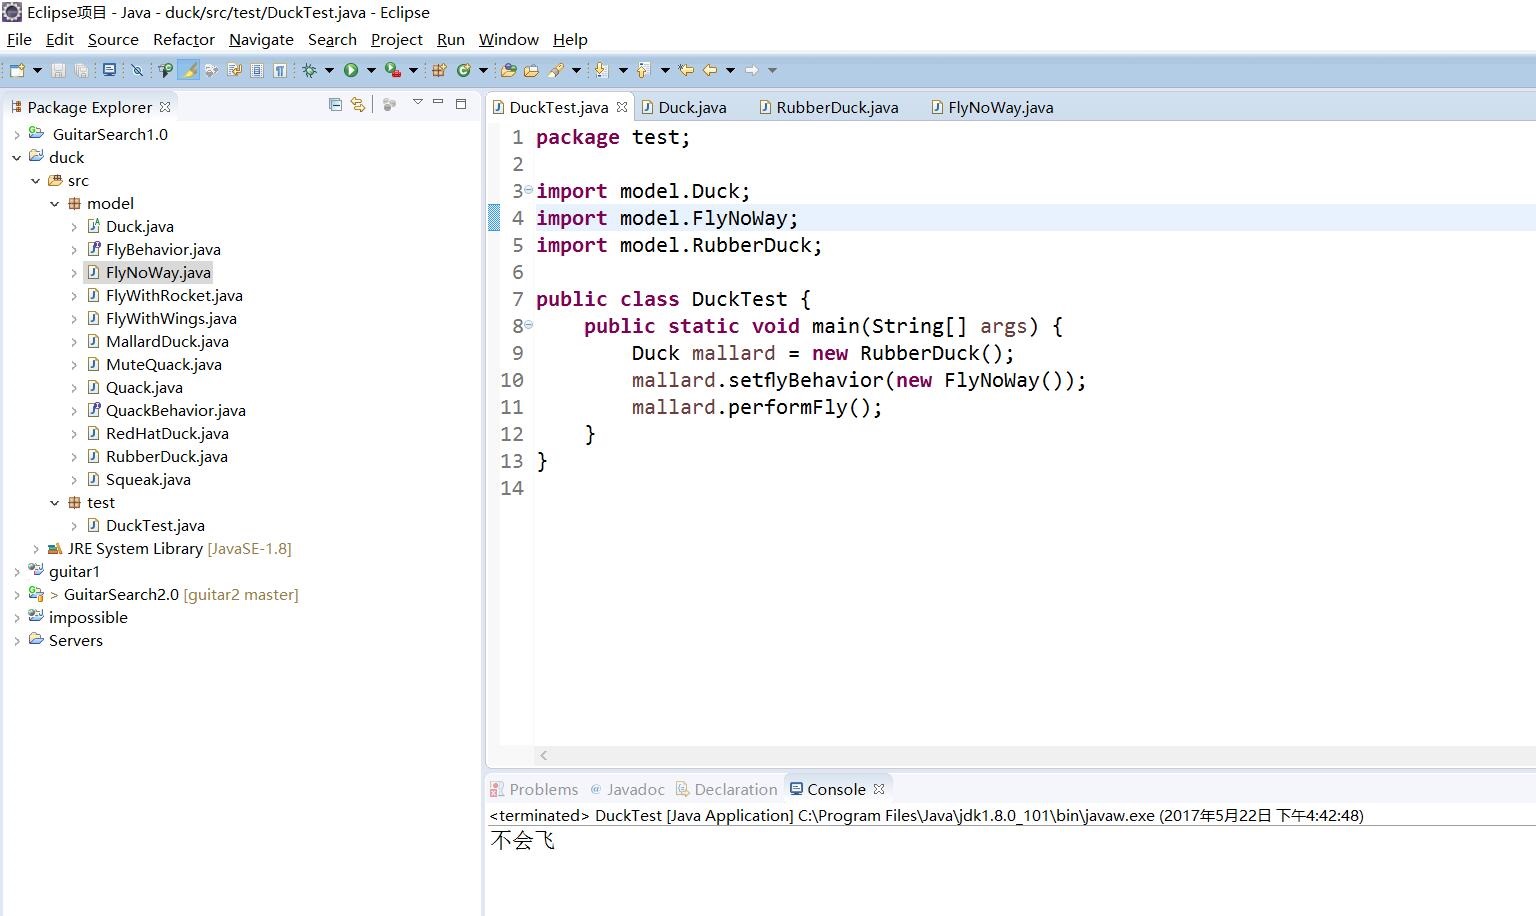 Eclipse项目 - Java - duck/src/test/DuckTest.java - Eclipse
File Edit Source Refactor Navigate Search Project Run Window Help
Package Explorer
GuitarSearch1.0
duck
src
model
Duck.java
FlyBehavior.java
FlyNoWay.java
FlyWithRocket.java
FlyWithWings.java
MallardDuck.java
MuteQuack.java
Quack.java
QuackBehavior.java
RedHatDuck.java
RubberDuck.java
Squeak.java
test
DuckTest.java
JRE System Library [JavaSE-1.8]
guitar1
> GuitarSearch2.0 [guitar2 master]
impossible
Servers
DuckTest.java Duck.java RubberDuck.java FlyNoWay.java
1 package test;
2
3 import model.Duck;
4 import model.FlyNoWay;
5 import model.RubberDuck;
6
7 public class DuckTest {
8     public static void main(String[] args) {
9         Duck mallard = new RubberDuck();
10         mallard.setflyBehavior(new FlyNoWay());
11         mallard.performFly();
12     }
13 }
14
Problems @ Javadoc Declaration Console
<terminated> DuckTest [Java Application] C:\Program Files\Java\jdk1.8.0_101\bin\javaw.exe (2017年5月22日 下午4:42:48)
不会飞